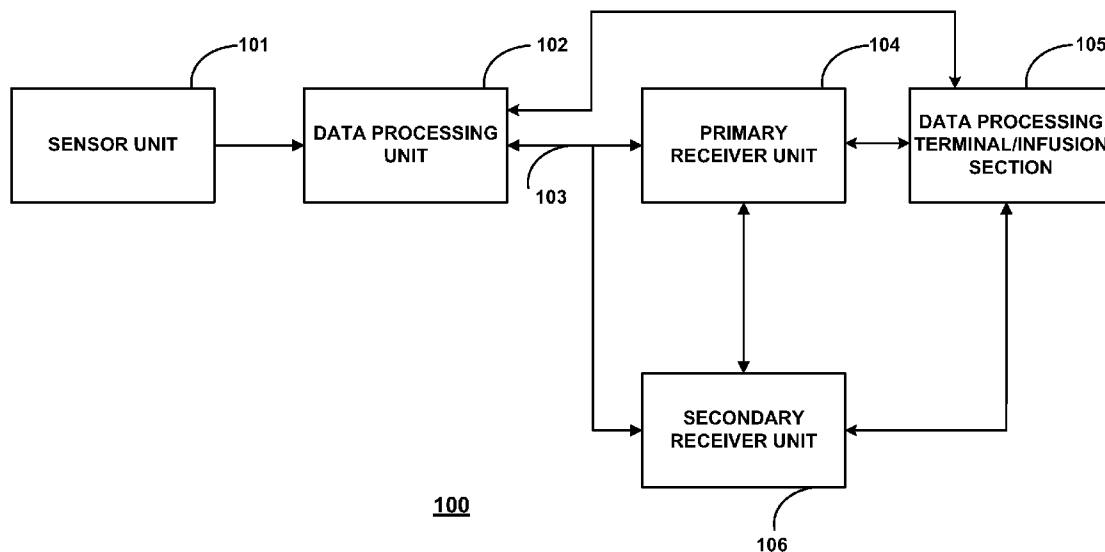 101
102
104
105
SENSOR UNIT
DATA PROCESSING
UNIT
PRIMARY
RECEIVER UNIT
DATA PROCESSING
TERMINAL/INFUSION
SECTION
103
SECONDARY
RECEIVER UNIT
100
106